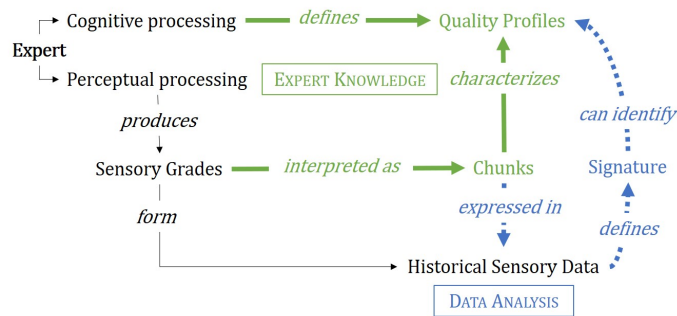 Cognitive processing defines Quality Profiles
Expert
Perceptual processing EXPERT KNOWLEDGE characterizes
produces can identify
Sensory Grades interpreted as Chunks Signature
form expressed in defines
Historical Sensory Data
DATA ANALYSIS